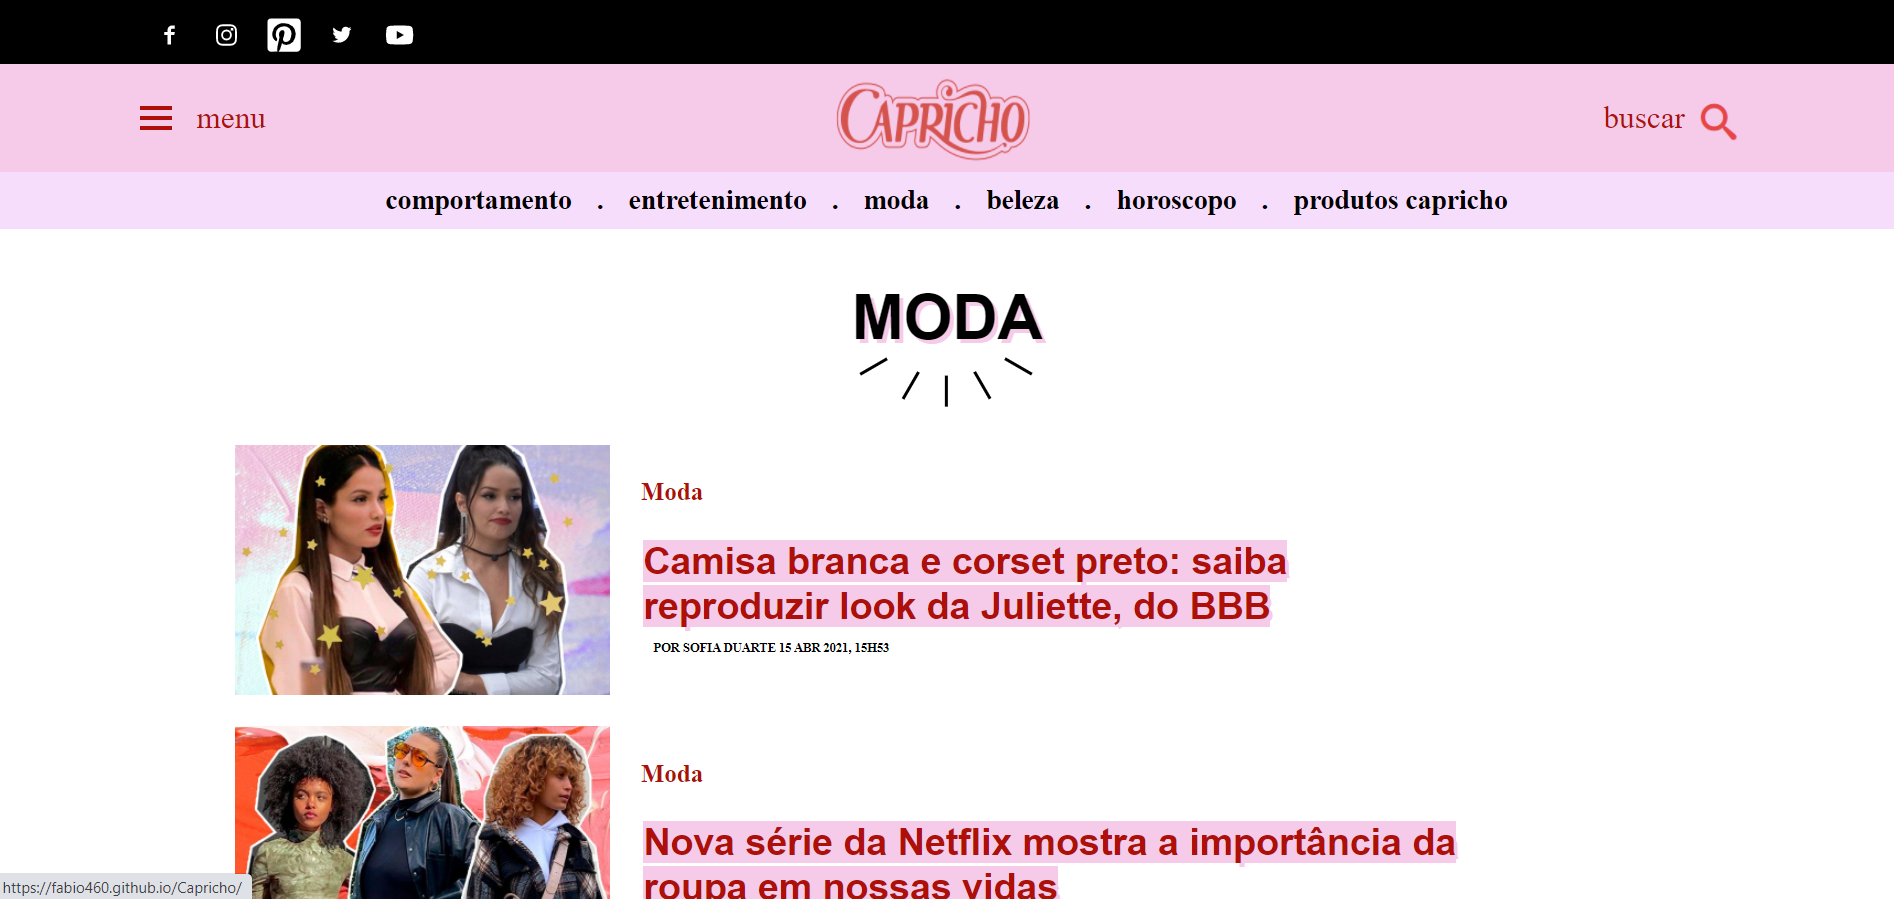 menu
CAPRICHO
buscar
comportamento . entretenimento . moda . beleza . horoscopo . produtos capricho
MODA
Moda
Camisa branca e corset preto: saiba
reproduzir look da Juliette, do BBB
POR SOFIA DUARTE 15 ABR 2021, 15H53
Moda
Nova série da Netflix mostra a importância da
roupa em nossas vidas
https://fabio460.github.io/Capricho/